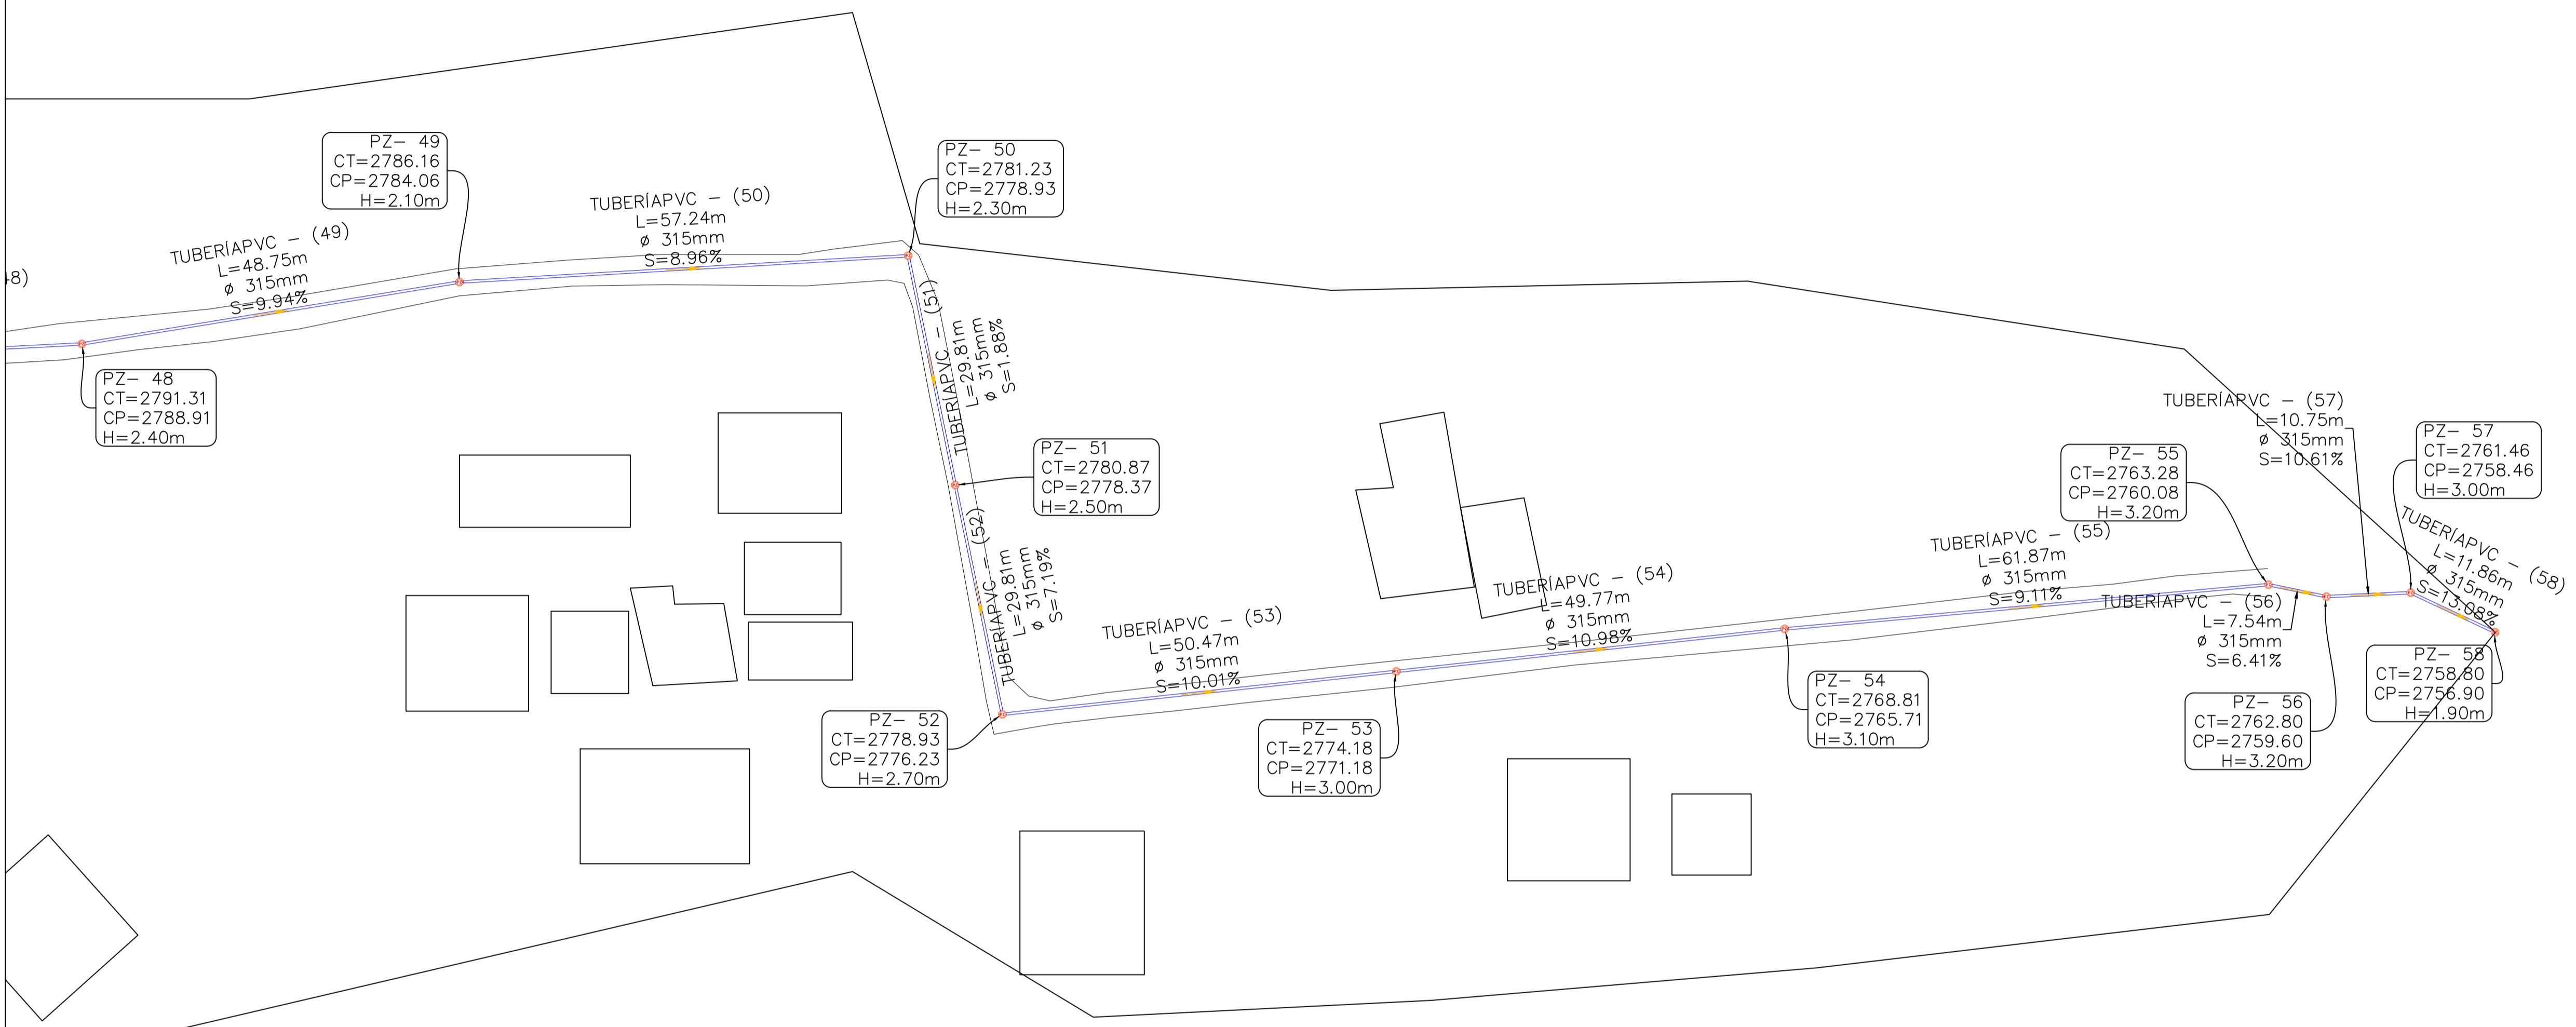 48)
TUBERÍAPVC – (49)
L=48.75m
ø 315mm
S=9.94%
PZ– 48
CT=2791.31
CP=2788.91
H=2.40m
PZ– 49
CT=2786.16
CP=2784.06
H=2.10m
TUBERÍAPVC – (50)
L=57.24m
ø 315mm
S=8.96%
PZ– 50
CT=2781.23
CP=2778.93
H=2.30m
TUBERÍAPVC – (51)
L=29.81m
ø 315mm
S=1.88%
PZ– 51
CT=2780.87
CP=2778.37
H=2.50m
TUBERÍAPVC – (52)
L=29.81m
ø 315mm
S=7.19%
PZ– 52
CT=2778.93
CP=2776.23
H=2.70m
TUBERÍAPVC – (53)
L=50.47m
ø 315mm
S=10.01%
PZ– 53
CT=2774.18
CP=2771.18
H=3.00m
TUBERÍAPVC – (54)
L=49.77m
ø 315mm
S=10.98%
PZ– 54
CT=2768.81
CP=2765.71
H=3.10m
TUBERÍAPVC – (55)
L=61.87m
ø 315mm
S=9.11%
PZ– 55
CT=2763.28
CP=2760.08
H=3.20m
TUBERÍAPVC – (56)
L=7.54m
ø 315mm
S=6.41%
PZ– 56
CT=2762.80
CP=2759.60
H=3.20m
TUBERÍAPVC – (57)
L=10.75m
ø 315mm
S=10.61%
PZ– 57
CT=2761.46
CP=2758.46
H=3.00m
TUBERÍAPVC – (58)
L=11.86m
ø 315mm
S=13.08%
PZ– 58
CT=2758.80
CP=2756.90
H=1.90m